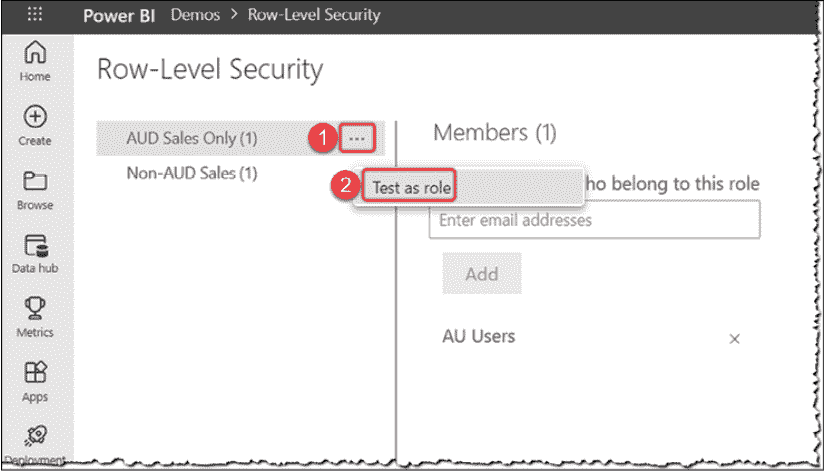 Power BI Demos > Row-Level Security
Home
Create
Browse
Data hub
Metrics
Apps
Deployment
Row-Level Security
AUD Sales Only (1) 1 ...
Non-AUD Sales (1)
2 Test as role
Members (1)
ho belong to this role
Enter email addresses
Add
AU Users ×